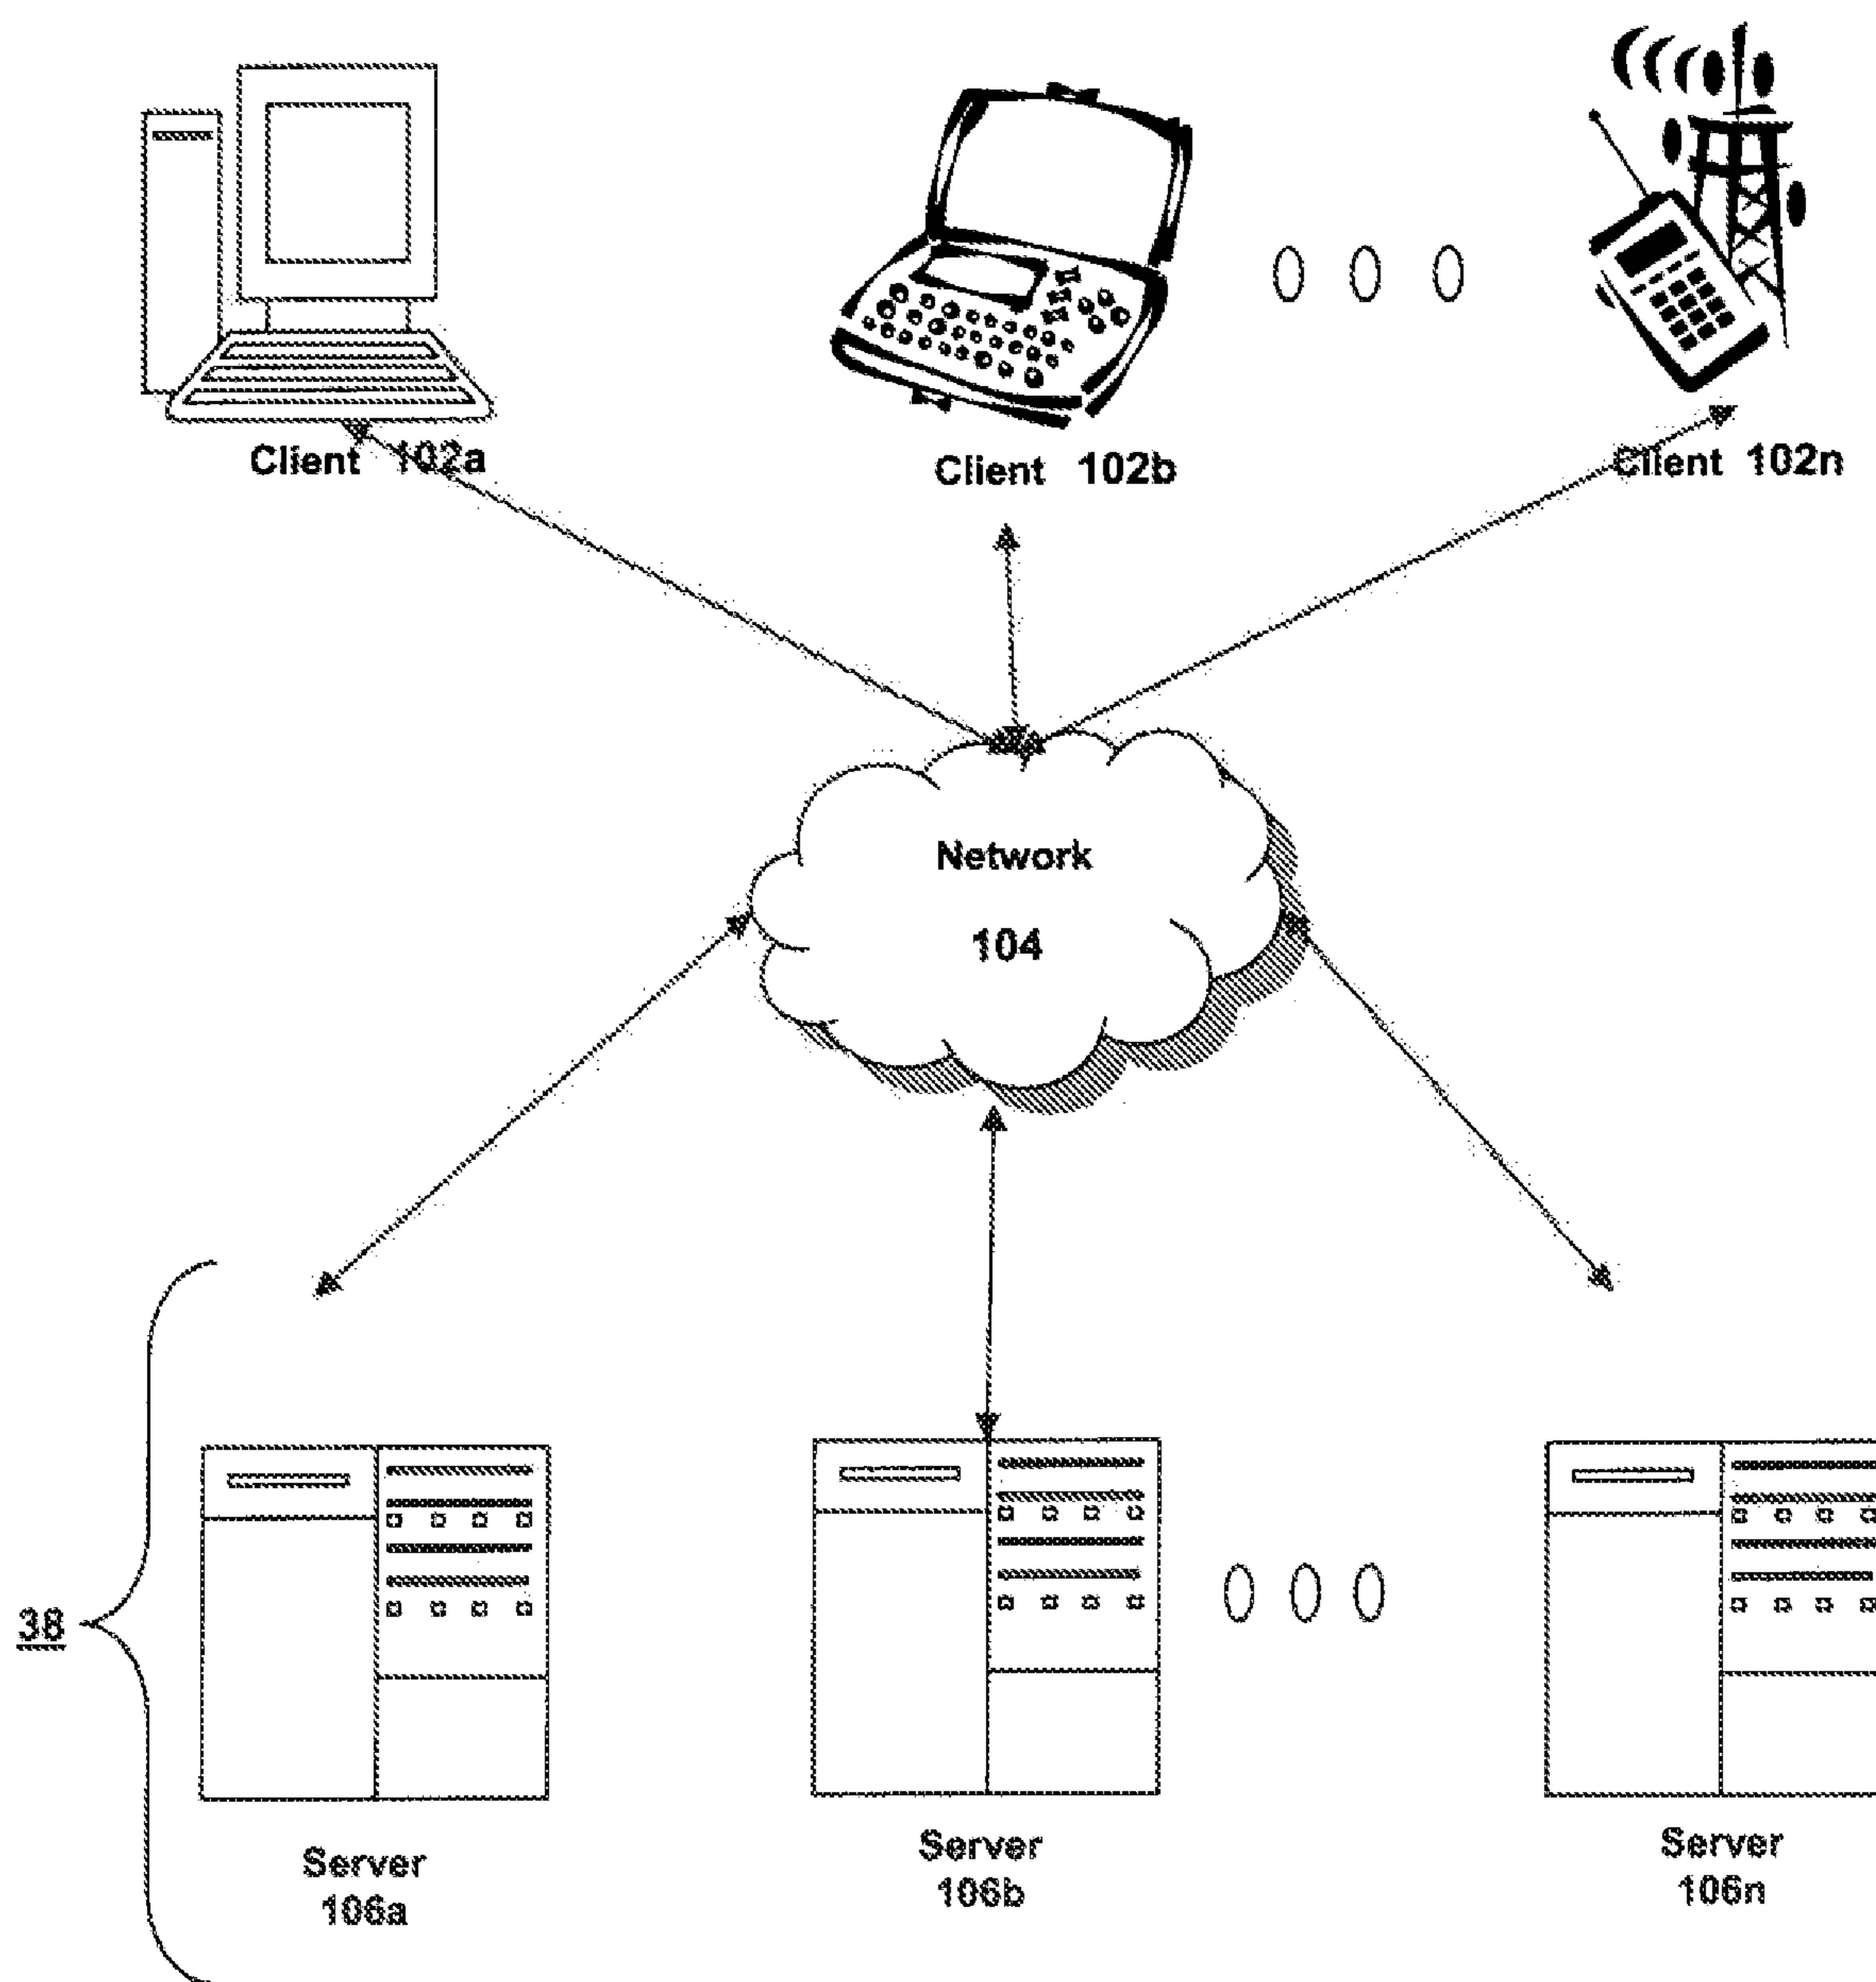 Client 102a
Client 102b
Client 102n
Network
104
38
Server
106a
Server
106b
Server
106n